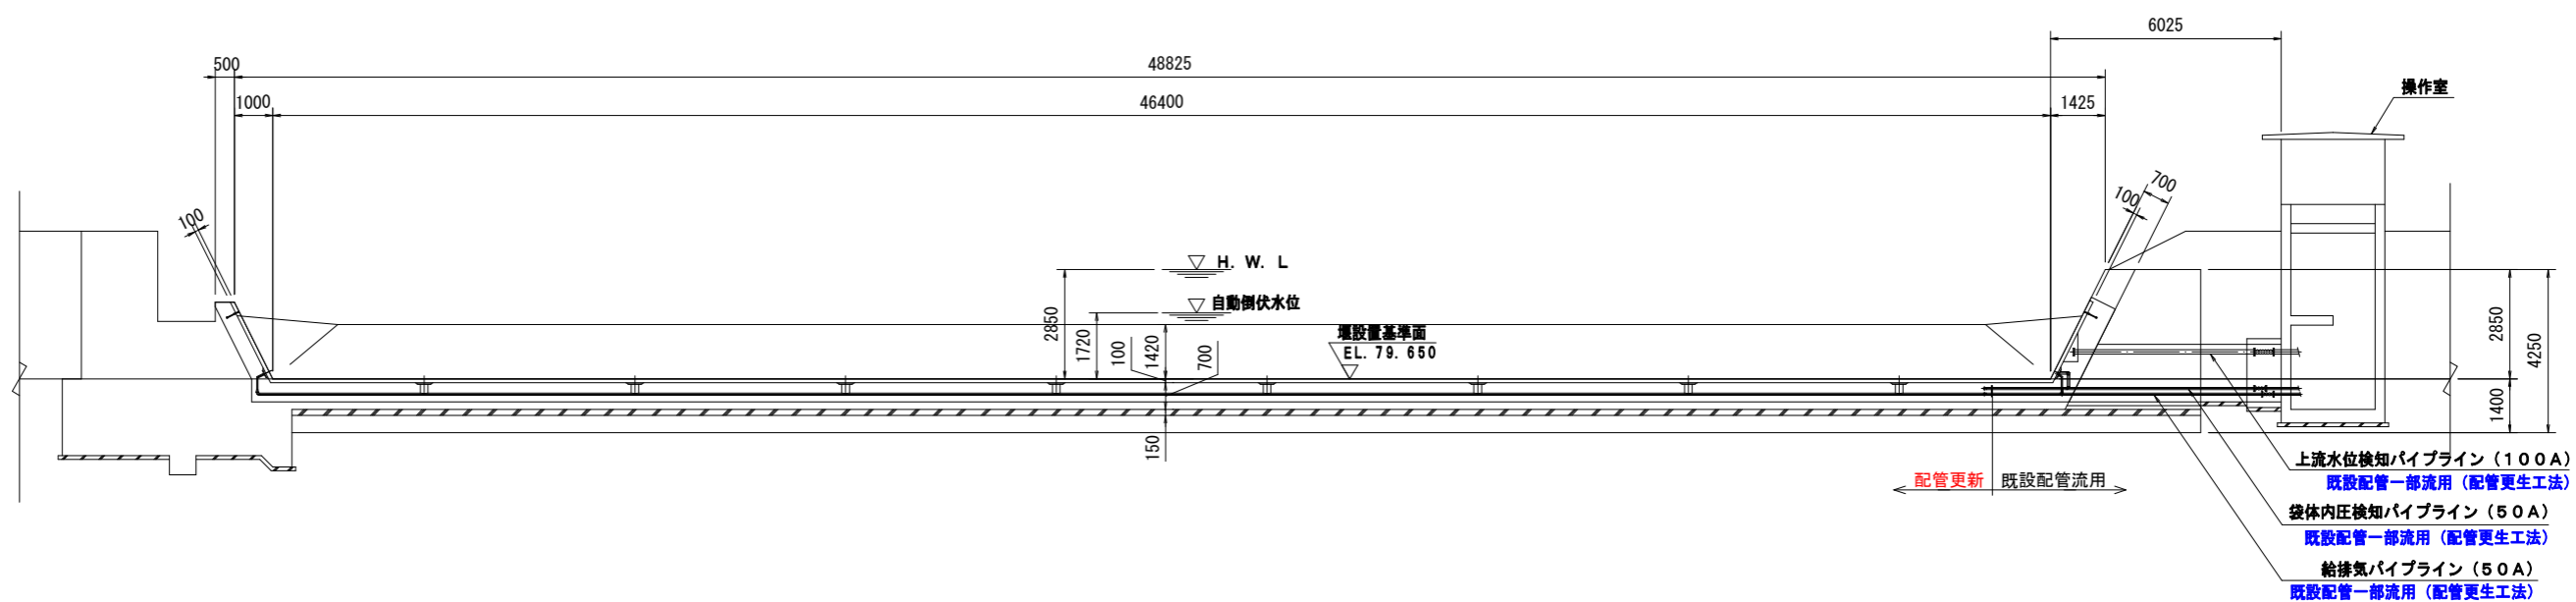 6025
500
48825
操作室
1000
46400
1425
100
700
100
H. W. L
自動倒伏水位
堰設置基準面
EL. 79. 650
2850
1720
100
1420
700
150
2850
4250
1400
配管更新
既設配管流用
上流水位検知パイプライン（１００Ａ）
既設配管一部流用（配管更生工法）
袋体内圧検知パイプライン（５０Ａ）
既設配管一部流用（配管更生工法）
給排気パイプライン（５０Ａ）
既設配管一部流用（配管更生工法）